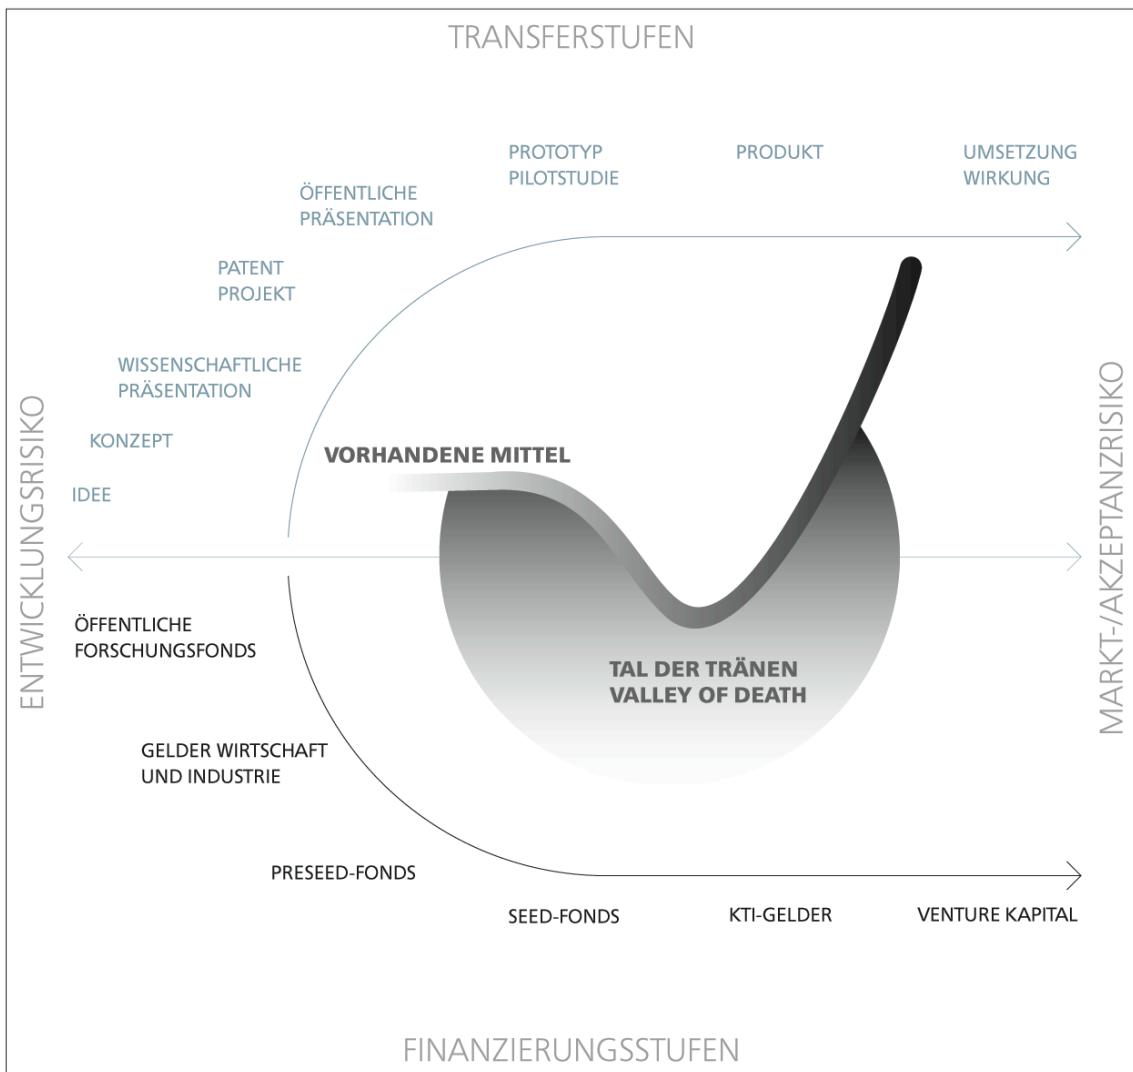 TRANSFERSTUFEN
PROTOTYP
PILOTSTUDIE
PRODUKT
UMSETZUNG
WIRKUNG
ÖFFENTLICHE
PRÄSENTATION
PATENT
PROJEKT
WISSENSCHAFTLICHE
PRÄSENTATION
KONZEPT
IDEE
ENTWICKLUNGSRISIKO
MARKT-/AKZEPTANZRISIKO
VORHANDENE MITTEL
TAL DER TRÄNEN
VALLEY OF DEATH
ÖFFENTLICHE
FORSCHUNGSFONDS
GELDER WIRTSCHAFT
UND INDUSTRIE
PRESEED-FONDS
SEED-FONDS
KTI-GELDER
VENTURE KAPITAL
FINANZIERUNGSSTUFEN